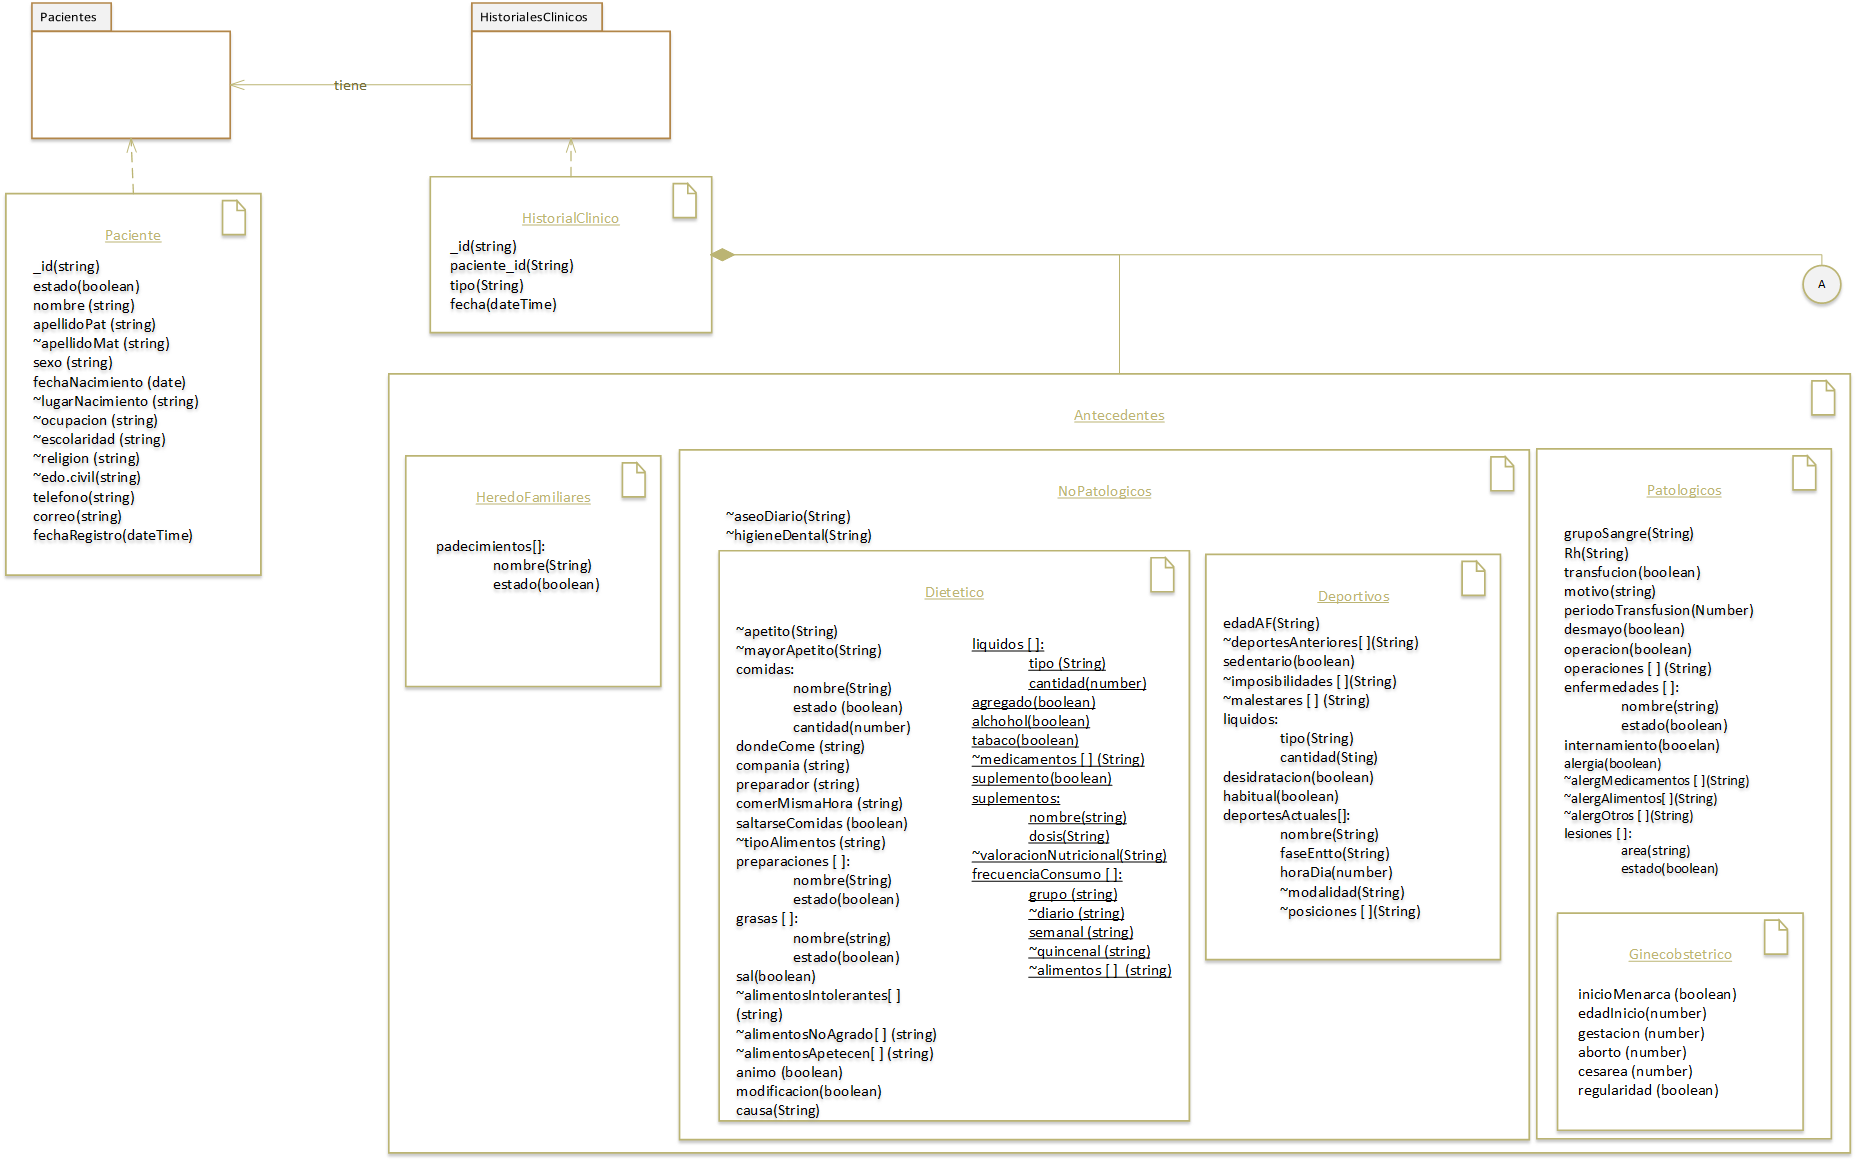 Pacientes
HistorialesClinicos
tiene
Paciente
_id(string)
estado(boolean)
nombre (string)
apellidoPat (string)
~apellidoMat (string)
sexo (string)
fechaNacimiento (date)
~lugarNacimiento (string)
~ocupacion (string)
~escolaridad (string)
~religion (string)
~edo.civil(string)
telefono(string)
correo(string)
fechaRegistro(dateTime)
HistorialClinico
_id(string)
paciente_id(String)
tipo(String)
fecha(dateTime)
A
Antecedentes
HeredoFamiliares
padecimientos[]:
nombre(String)
estado(boolean)
NoPatologicos
~aseoDiario(String)
~higieneDental(String)
Dietetico
~apetito(String)
~mayorApetito(String)
comidas:
nombre(String)
estado (boolean)
cantidad(number)
dondeCome (string)
compania (string)
preparador (string)
comerMismaHora (string)
saltarseComidas (boolean)
~tipoAlimentos (string)
preparaciones [ ]:
nombre(String)
estado(boolean)
grasas [ ]:
nombre(string)
estado(boolean)
sal(boolean)
~alimentosIntolerantes[ ]
(string)
~alimentosNoAgrado[ ] (string)
~alimentosApetecen[ ] (string)
animo (boolean)
modificacion(boolean)
causa(String)
liquidos [ ]:
tipo (String)
cantidad(number)
agregado(boolean)
alchohol(boolean)
tabaco(boolean)
~medicamentos [ ] (String)
suplemento(boolean)
suplementos:
nombre(string)
dosis(String)
~valoracionNutricional(String)
frecuenciaConsumo [ ]:
grupo (string)
~diario (string)
semanal (string)
~quincenal (string)
~alimentos [ ]  (string)
Deportivos
edadAF(String)
~deportesAnteriores[ ](String)
sedentario(boolean)
~imposibilidades [ ](String)
~malestares [ ] (String)
liquidos:
tipo(String)
cantidad(Sting)
desidratacion(boolean)
habitual(boolean)
deportesActuales[]:
nombre(String)
faseEntto(String)
horaDia(number)
~modalidad(String)
~posiciones [ ](String)
Patologicos
grupoSangre(String)
Rh(String)
transfucion(boolean)
motivo(string)
periodoTransfusion(Number)
desmayo(boolean)
operacion(boolean)
operaciones [ ] (String)
enfermedades [ ]:
nombre(string)
estado(boolean)
internamiento(booelan)
alergia(boolean)
~alergMedicamentos [ ](String)
~alergAlimentos[ ](String)
~alergOtros [ ](String)
lesiones [ ]:
area(string)
estado(boolean)
Ginecobstetrico
inicioMenarca (boolean)
edadInicio(number)
gestacion (number)
aborto (number)
cesarea (number)
regularidad (boolean)